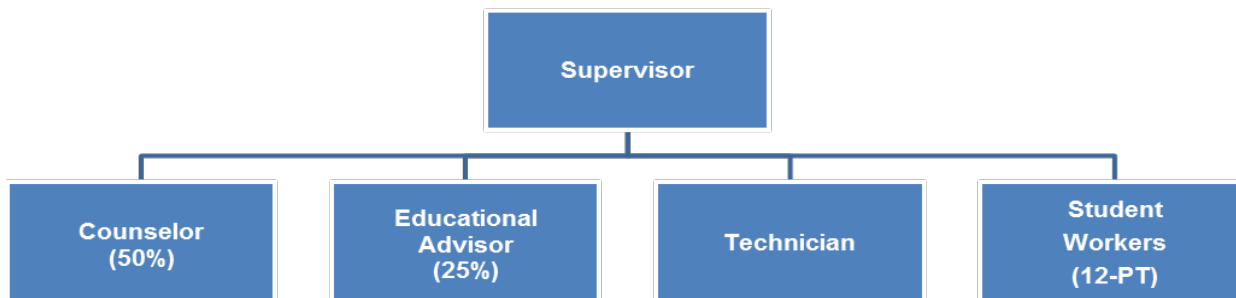 Supervisor
Counselor
(50%)
Educational
Advisor
(25%)
Technician
Student
Workers
(12-PT)